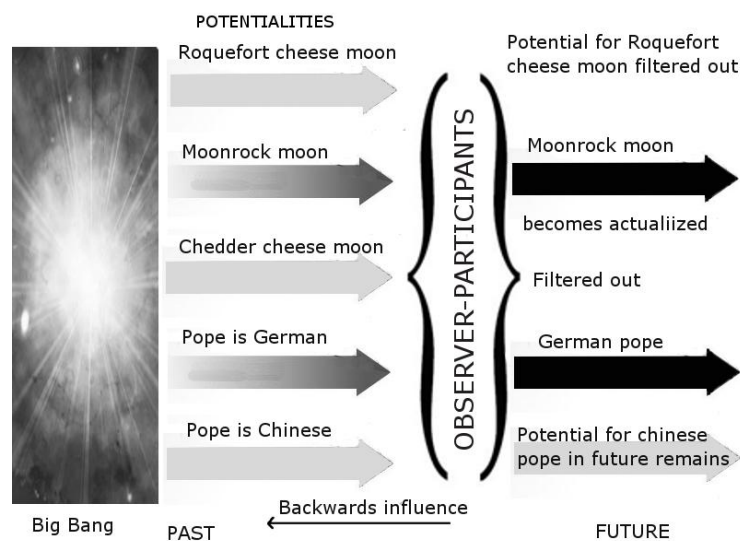 POTENTIALITIES
Roquefort cheese moon
Potential for Roquefort
cheese moon filtered out
Moonrock moon
Moonrock moon
becomes actualiized
Chedder cheese moon
Filtered out
Pope is German
German pope
Pope is Chinese
Potential for chinese
pope in future remains
OBSERVER-PARTICIPANTS
Backwards influence
Big Bang
PAST
FUTURE